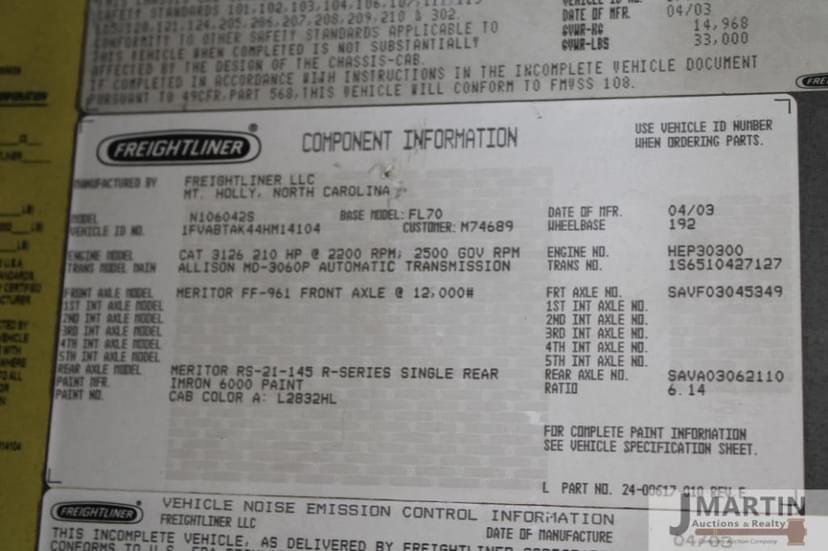 SAFETY STANDARDS 101,102,103,104,106,107,
124,205,206,207,208,209,210 & 302.
CONFORM TO OTHER SAFETY STANDARDS APPLICABLE TO
THIS VEHICLE WHEN COMPLETED IS NOT SUBSTANTIALLY
AFFECTED BY THE DESIGN OF THE CHASSIS-CAB.
IF COMPLETED IN ACCORDANCE WITH INSTRUCTIONS IN THE INCOMPLETE VEHICLE DOCUMENT
PURSUANT TO 49CFR,PART 568,THIS VEHICLE WILL CONFORM TO FMVSS 108.
DATE OF MFR. 04/03
GVWR-KG 14,968
GVWR-LBS 33,000
FREIGHTLINER ® COMPONENT INFORMATION
USE VEHICLE ID NUMBER
WHEN ORDERING PARTS.
MANUFACTURED BY FREIGHTLINER LLC
MT. HOLLY, NORTH CAROLINA
MODEL N106042S BASE MODEL: FL70 DATE OF MFR. 04/03
VEHICLE ID NO. 1FVABTAK44HM14104 CUSTOMER: M74689 WHEELBASE 192
ENGINE MODEL CAT 3126 210 HP @ 2200 RPM; 2500 GOV RPM ENGINE NO. HEP30300
TRANS MODEL MAIN ALLISON MD-3060P AUTOMATIC TRANSMISSION TRANS NO. 1S6510427127
FRONT AXLE MODEL MERITOR FF-961 FRONT AXLE @ 12,000# FRT AXLE NO. SAVF03045349
1ST INT AXLE MODEL 1ST INT AXLE NO.
2ND INT AXLE MODEL 2ND INT AXLE NO.
3RD INT AXLE MODEL 3RD INT AXLE NO.
4TH INT AXLE MODEL 4TH INT AXLE NO.
5TH INT AXLE MODEL 5TH INT AXLE NO.
REAR AXLE MODEL MERITOR RS-21-145 R-SERIES SINGLE REAR REAR AXLE NO. SAVA03062110
PAINT MFR. IMRON 6000 PAINT RATIO 6.14
PAINT NO. CAB COLOR A: L2832HL
FOR COMPLETE PAINT INFORMATION
SEE VEHICLE SPECIFICATION SHEET.
PART NO. 24-00617-010 REV E
FREIGHTLINER VEHICLE NOISE EMISSION CONTROL INFORMATION
FREIGHTLINER LLC DATE OF MANUFACTURE
THIS INCOMPLETE VEHICLE, AS DELIVERED BY FREIGHTLINER
04/03
J MARTIN
Auctions & Realty